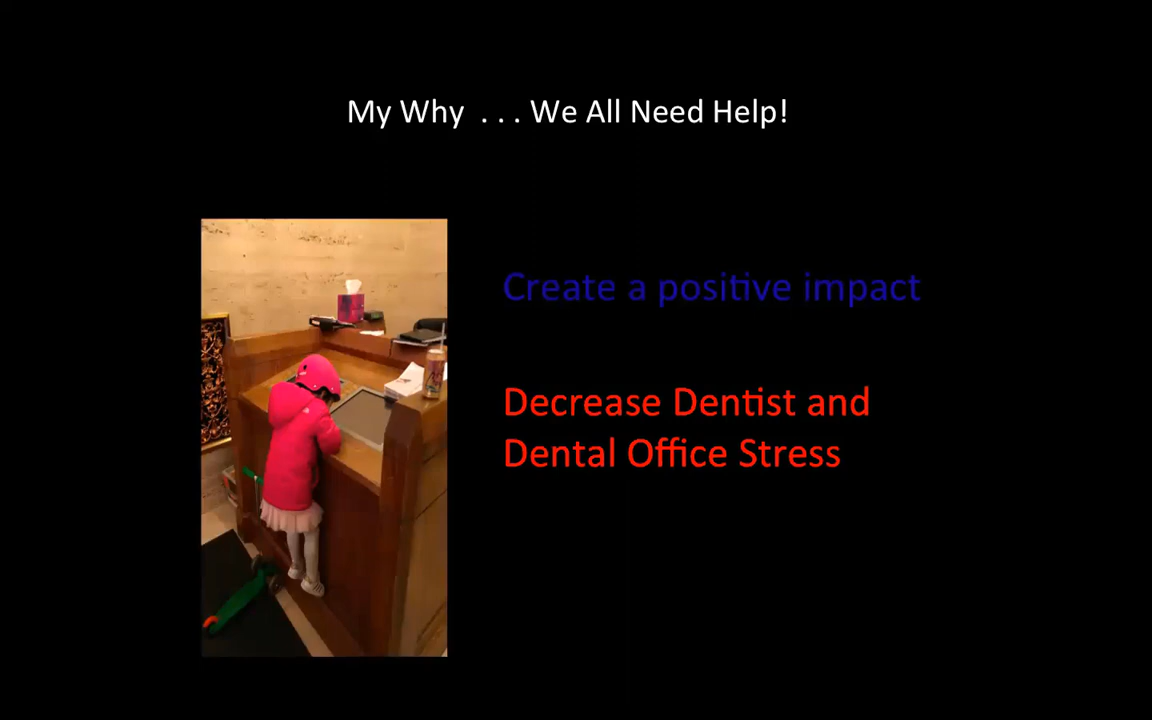 My Why . . . We All Need Help!
Create a positive impact
Decrease Dentist and
Dental Office Stress